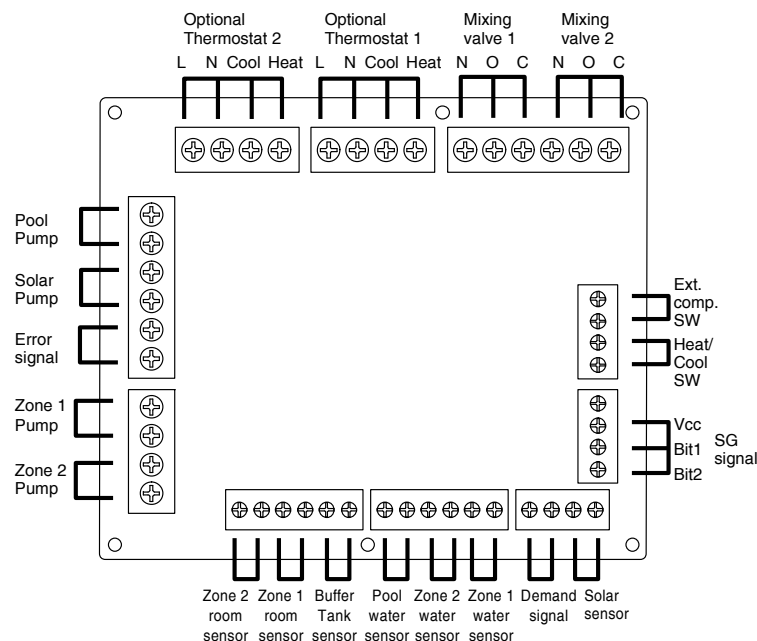 Optional
Thermostat 2
Optional
Thermostat 1
Mixing
valve 1
Mixing
valve 2
L N Cool Heat L N Cool Heat N O C N O C
Pool
Pump
Solar
Pump
Error
signal
Zone 1
Pump
Zone 2
Pump
Ext.
comp.
SW
Heat/
Cool
SW
Vcc
Bit1
Bit2
SG
signal
Zone 2
room
sensor
Zone 1
room
sensor
Buffer
Tank
sensor
Pool
water
sensor
Zone 2
water
sensor
Zone 1
water
sensor
Demand
signal
Solar
sensor